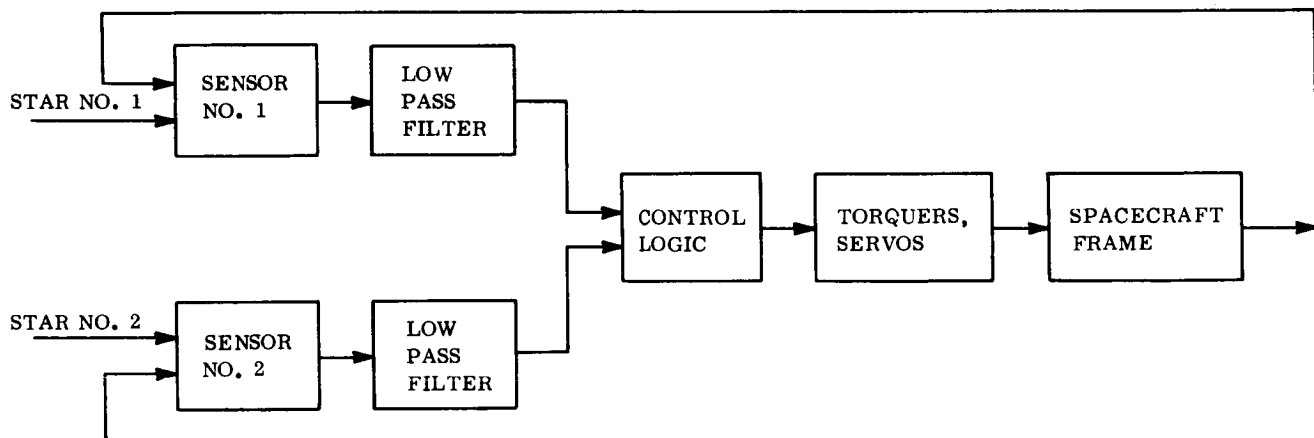 STAR NO. 1
SENSOR
NO. 1
LOW
PASS
FILTER
CONTROL
LOGIC
TORQUERS,
SERVOS
SPACECRAFT
FRAME
STAR NO. 2
SENSOR
NO. 2
LOW
PASS
FILTER